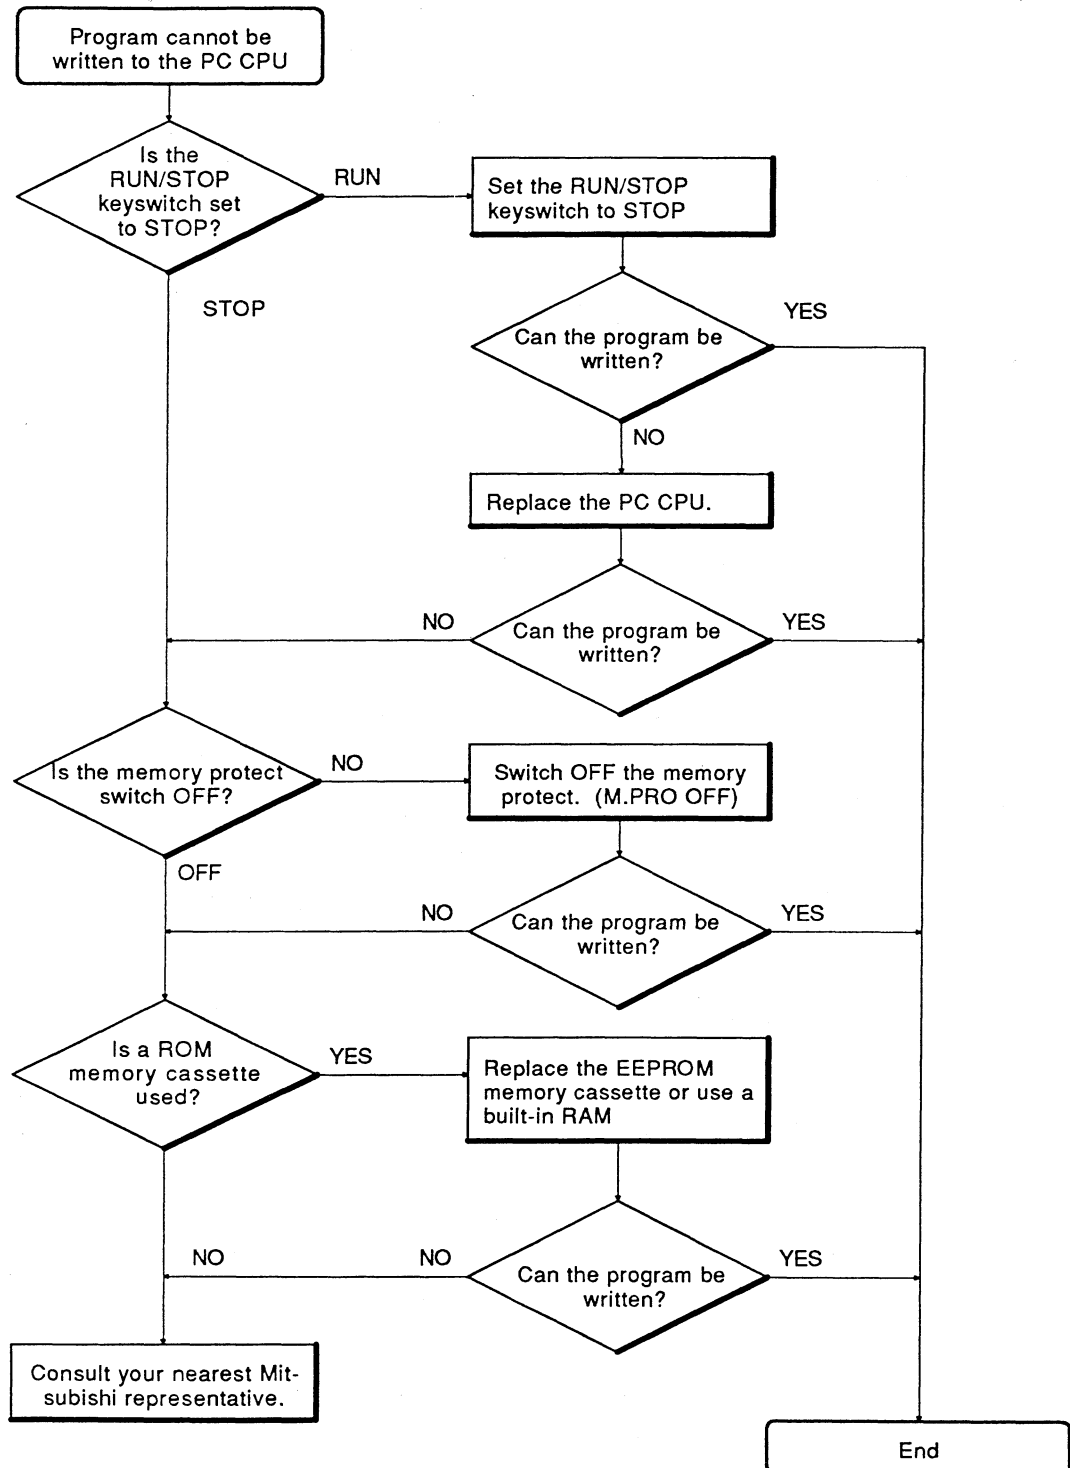 Program cannot be
written to the PC CPU
Is the
RUN/STOP
keyswitch set
to STOP?
RUN
Set the RUN/STOP
keyswitch to STOP
STOP
Can the program be
written?
YES
NO
Replace the PC CPU.
NO
Can the program be
written?
YES
Is the memory protect
switch OFF?
NO
Switch OFF the memory
protect. (M.PRO OFF)
OFF
NO
Can the program be
written?
YES
Is a ROM
memory cassette
used?
YES
Replace the EEPROM
memory cassette or use a
built-in RAM
NO
NO
Can the program be
written?
YES
Consult your nearest Mit-
subishi representative.
End